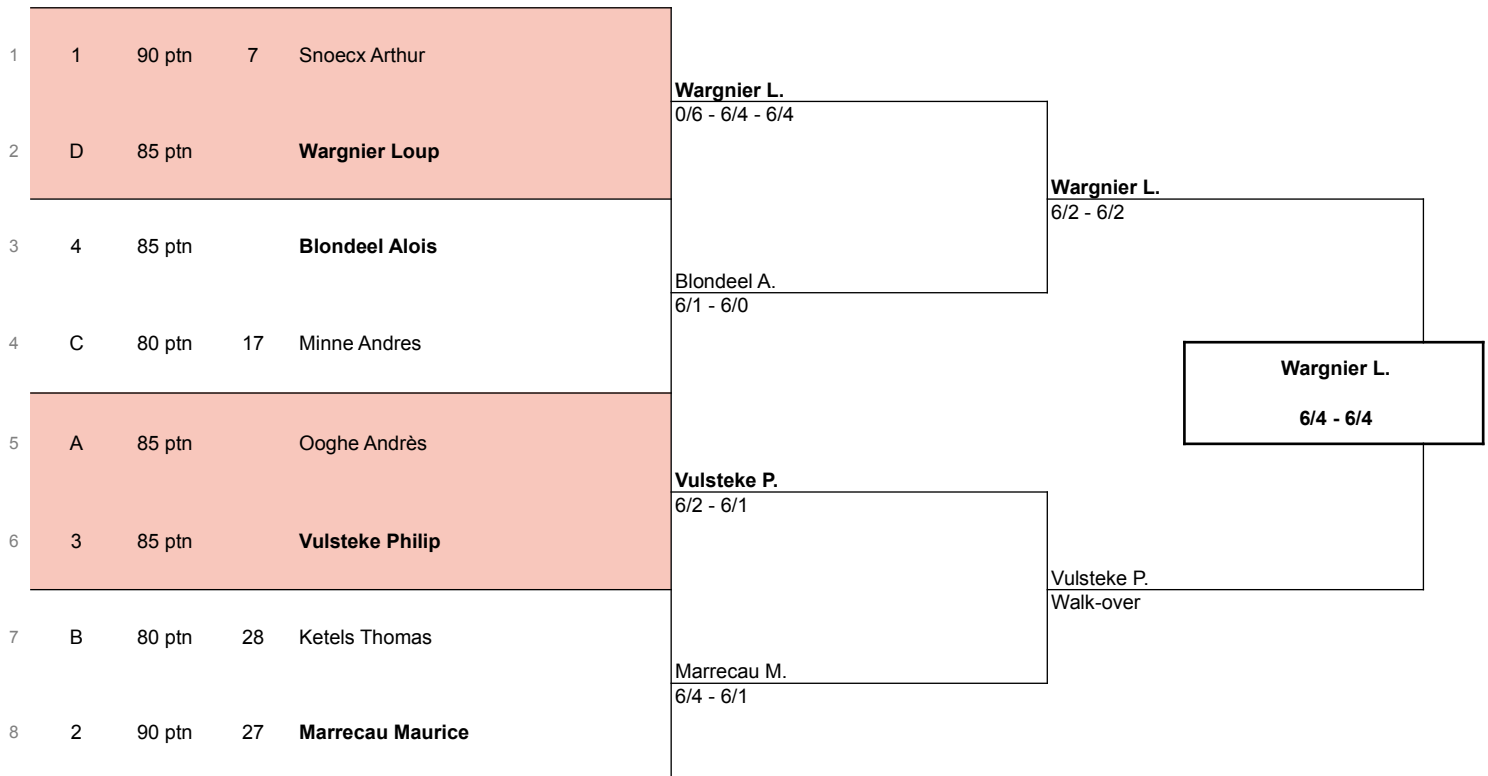 1 1 90 ptn 7 Snoecx Arthur
Wargnier L.
0/6 - 6/4 - 6/4
2 D 85 ptn Wargnier Loup
Wargnier L.
6/2 - 6/2
3 4 85 ptn Blondeel Alois
Blondeel A.
6/1 - 6/0
4 C 80 ptn 17 Minne Andres
Wargnier L.
6/4 - 6/4
5 A 85 ptn Ooghe Andrès
Vulsteke P.
6/2 - 6/1
6 3 85 ptn Vulsteke Philip
Vulsteke P.
Walk-over
7 B 80 ptn 28 Ketels Thomas
Marrecau M.
6/4 - 6/1
8 2 90 ptn 27 Marrecau Maurice